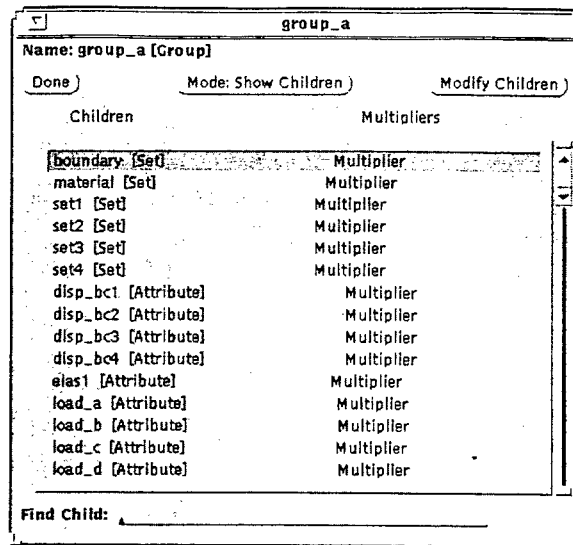 group_a
Name: group_a [Group]
Done Mode: Show Children Modify Children
Children Multipliers
boundary [Set] Multiplier
material [Set] Multiplier
set1 [Set] Multiplier
set2 [Set] Multiplier
set3 [Set] Multiplier
set4 [Set] Multiplier
disp_bc1 [Attribute] Multiplier
disp_bc2 [Attribute] Multiplier
disp_bc3 [Attribute] Multiplier
disp_bc4 [Attribute] Multiplier
elas1 [Attribute] Multiplier
load_a [Attribute] Multiplier
load_b [Attribute] Multiplier
load_c [Attribute] Multiplier
load_d [Attribute] Multiplier
Find Child: